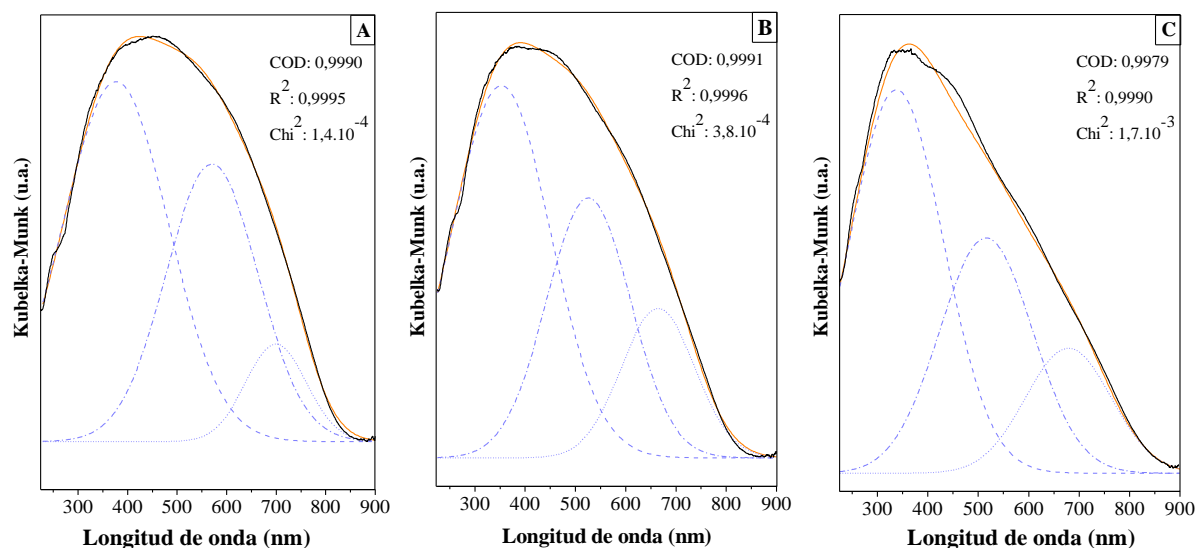 A
COD: 0,9990
R²: 0,9995
Chi²: 1,4.10⁻⁴
Kubelka-Munk (u.a.)
300 400 500 600 700 800 900
Longitud de onda (nm)
B
COD: 0,9991
R²: 0,9996
Chi²: 3,8.10⁻⁴
Kubelka-Munk (u.a.)
300 400 500 600 700 800 900
Longitud de onda (nm)
C
COD: 0,9979
R²: 0,9990
Chi²: 1,7.10⁻³
Kubelka-Munk (u.a.)
300 400 500 600 700 800 900
Longitud de onda (nm)